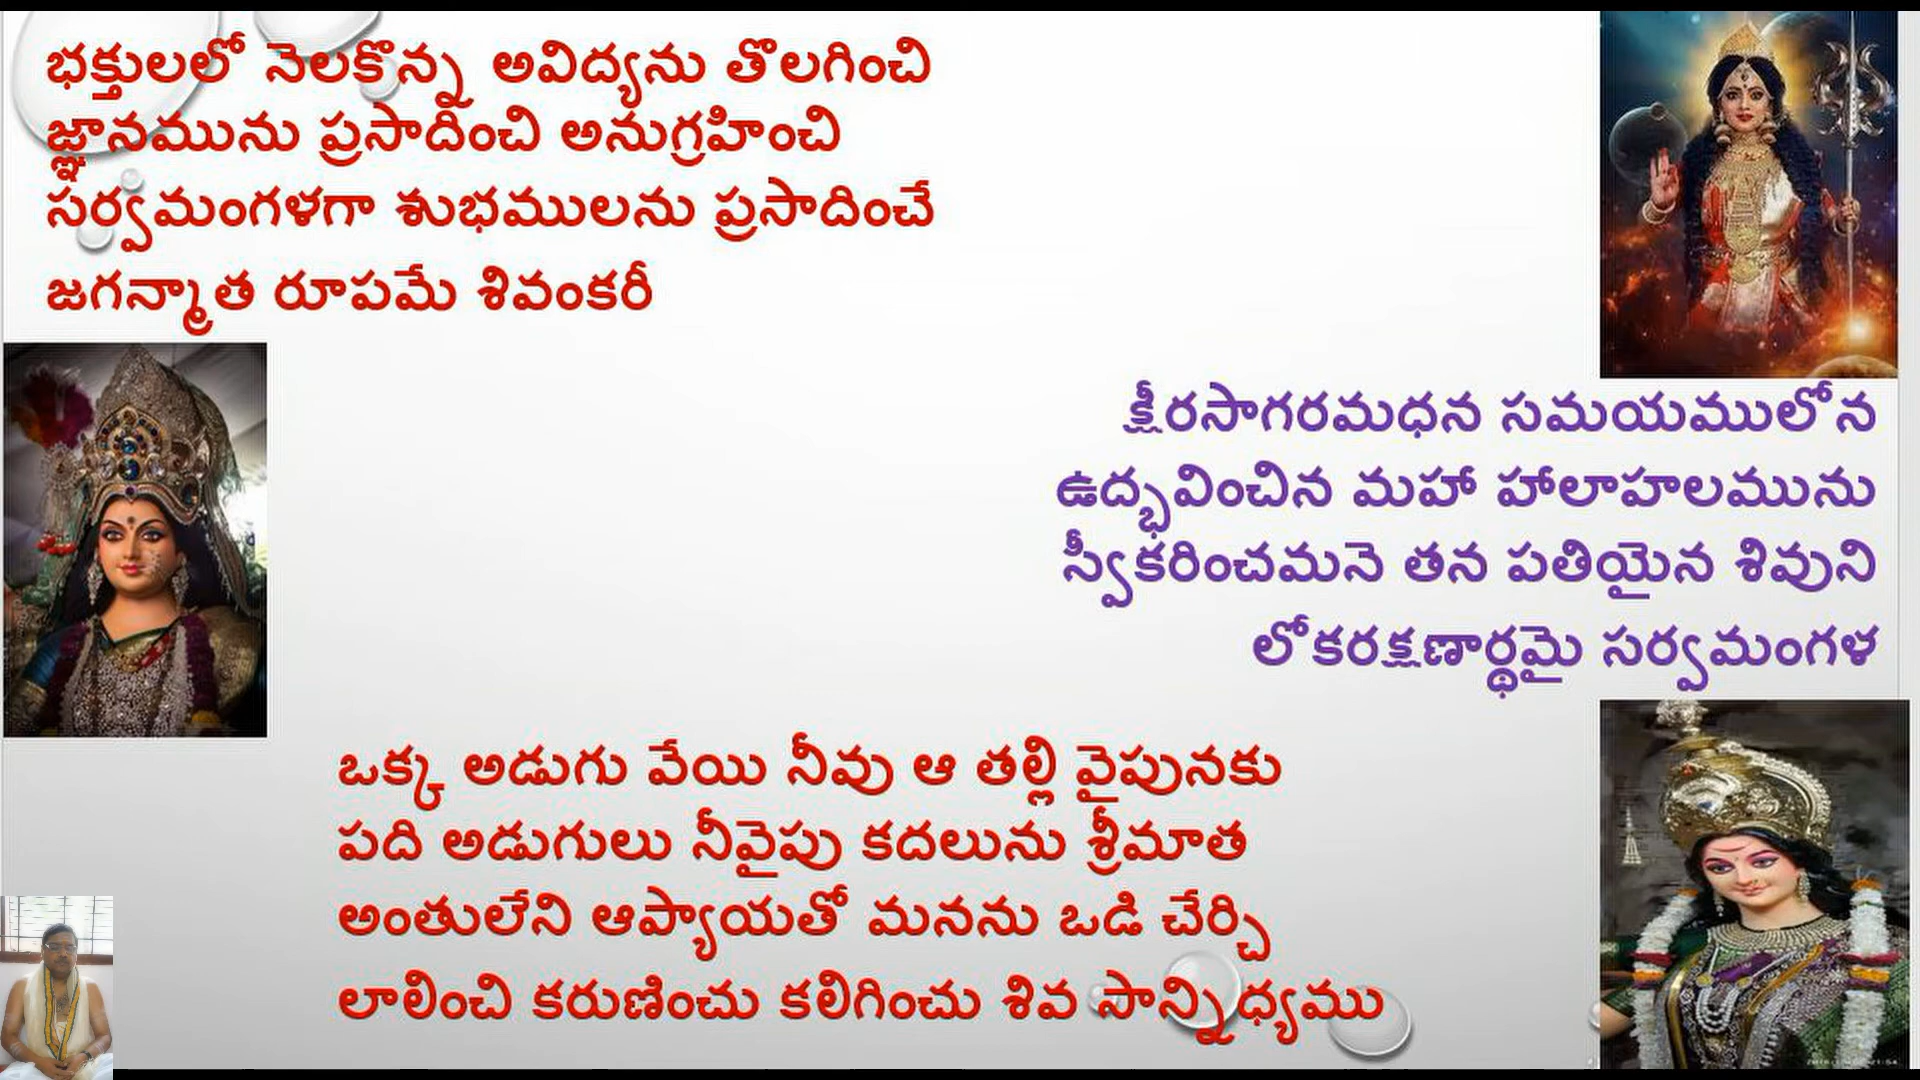 భక్తులలో నెలకొన్న అవిద్యను తొలగించి
జ్ఞానమును ప్రసాదించి అనుగ్రహించి
సర్వమంగళగా శుభములను ప్రసాదించే
జగన్మాత రూపమే శివంకరీ
క్షీరసాగరమధన సమయములోన
ఉద్భవించిన మహా హాలాహలమును
స్వీకరించమనె తన పతియైన శివుని
లోకరక్షణార్థమై సర్వమంగళ
ఒక్క అడుగు వేయి నీవు ఆ తల్లి వైపునకు
పది అడుగులు నీవైపు కదలును శ్రీమాత
అంతులేని ఆప్యాయతో మనను ఒడి చేర్చి
లాలించి కరుణించు కలిగించు శివ సాన్నిధ్యము